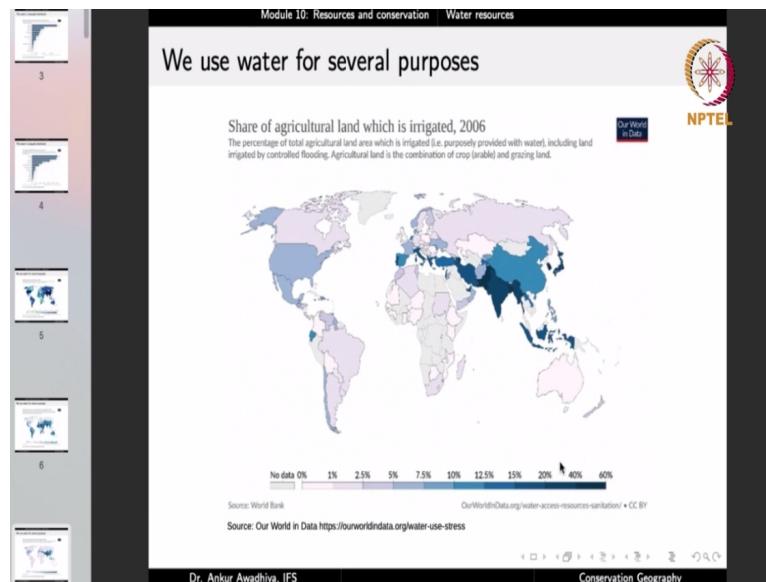 Module 10: Resources and conservation Water resources
We use water for several purposes
NPTEL
Share of agricultural land which is irrigated, 2006
Our World
in Data
The percentage of total agricultural land area which is irrigated (i.e. purposely provided with water), including land
irrigated by controlled flooding. Agricultural land is the combination of crop (arable) and grazing land.
3
4
5
6
No data 0% 1% 2.5% 5% 7.5% 10% 12.5% 15% 20% 40% 60%
Source: World Bank
OurWorldInData.org/water-access-resources-sanitation/ • CC BY
Source: Our World in Data https://ourworldindata.org/water-use-stress
Dr. Ankur Awadhiya, IFS Conservation Geography